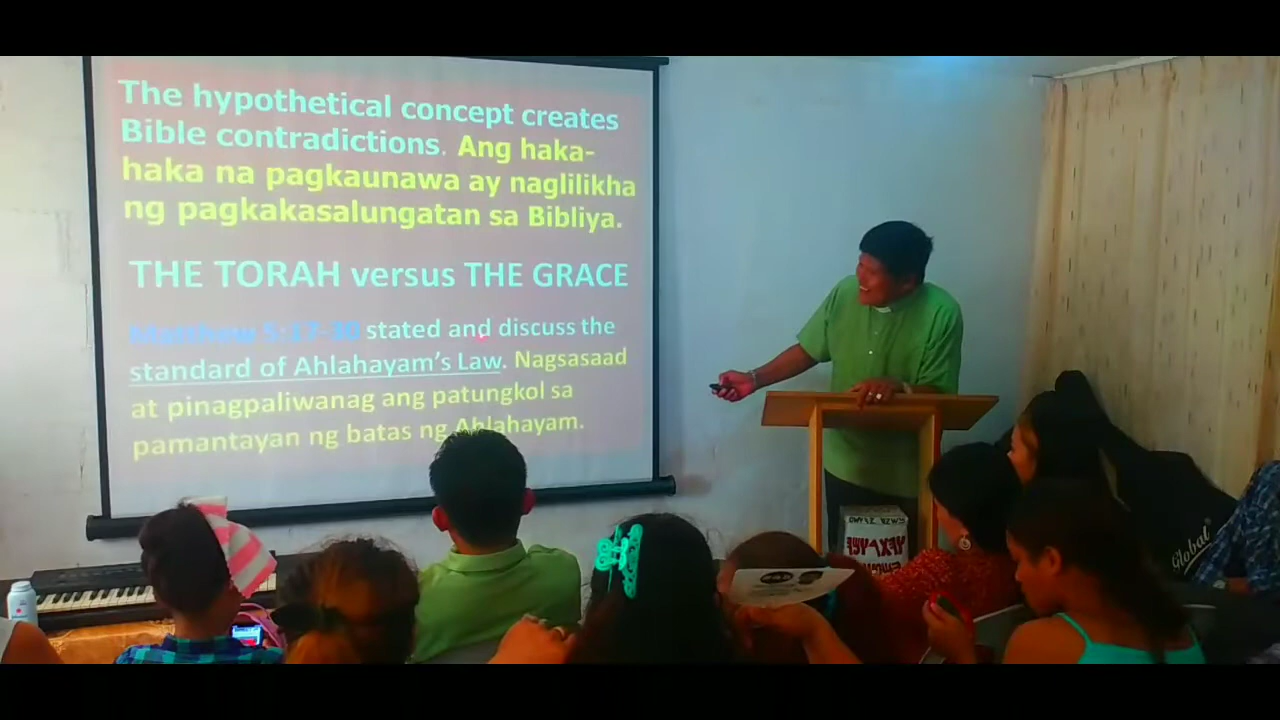 The hypothetical concept creates
Bible contradictions. Ang haka-
haka na pagkaunawa ay naglilikha
ng pagkakasalungatan sa Bibliya.
THE TORAH versus THE GRACE
Matthew 5:17-30 stated and discuss the
standard of Ahlahayam's Law. Nagsasaad
at pinagpaliwanag ang patungkol sa
pamantayan ng batas ng Ahlahayam.
Global